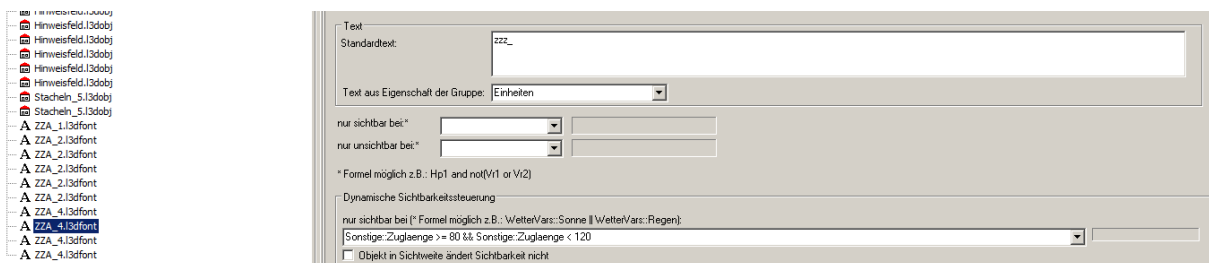 Hinweisfeld.l3dobj
Hinweisfeld.l3dobj
Hinweisfeld.l3dobj
Hinweisfeld.l3dobj
Hinweisfeld.l3dobj
Hinweisfeld.l3dobj
Stacheln_5.l3dobj
Stacheln_5.l3dobj
ZZA_1.l3dfont
ZZA_2.l3dfont
ZZA_2.l3dfont
ZZA_2.l3dfont
ZZA_2.l3dfont
ZZA_2.l3dfont
ZZA_4.l3dfont
ZZA_4.l3dfont
ZZA_4.l3dfont
ZZA_4.l3dfont
Text
Standardtext: zzz_
Text aus Eigenschaft der Gruppe: Einheiten
nur sichtbar bei:*
nur unsichtbar bei:*
* Formel möglich z.B.: Hp1 and not(Vr1 or Vr2)
Dynamische Sichtbarkeitssteuerung
nur sichtbar bei (* Formel möglich z.B.: WetterVars::Sonne || WetterVars::Regen):
Sonstige::Zuglaenge >= 80 && Sonstige::Zuglaenge < 120
Objekt in Sichtweite ändert Sichtbarkeit nicht